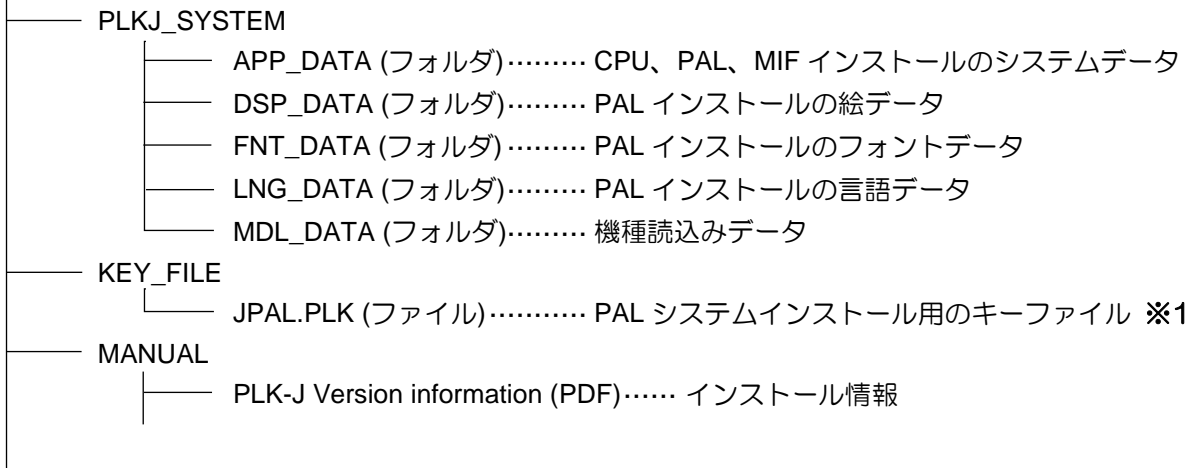 PLKJ_SYSTEM
APP_DATA (フォルダ)⋯⋯⋯ CPU、PAL、MIF インストールのシステムデータ
DSP_DATA (フォルダ)⋯⋯⋯ PAL インストールの絵データ
FNT_DATA (フォルダ)⋯⋯⋯ PAL インストールのフォントデータ
LNG_DATA (フォルダ)⋯⋯⋯ PAL インストールの言語データ
MDL_DATA (フォルダ)⋯⋯⋯ 機種読込みデータ
KEY_FILE
JPAL.PLK (ファイル)⋯⋯⋯⋯ PAL システムインストール用のキーファイル ※1
MANUAL
PLK-J Version information (PDF)⋯⋯ インストール情報